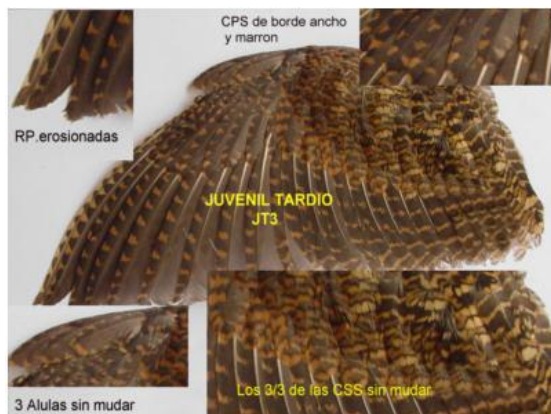 CPS de borde ancho
y marron
RP.erosionadas
JUVENIL TARDIO
JT3
Los 3/3 de las CSS sin mudar
3 Alulas sin mudar